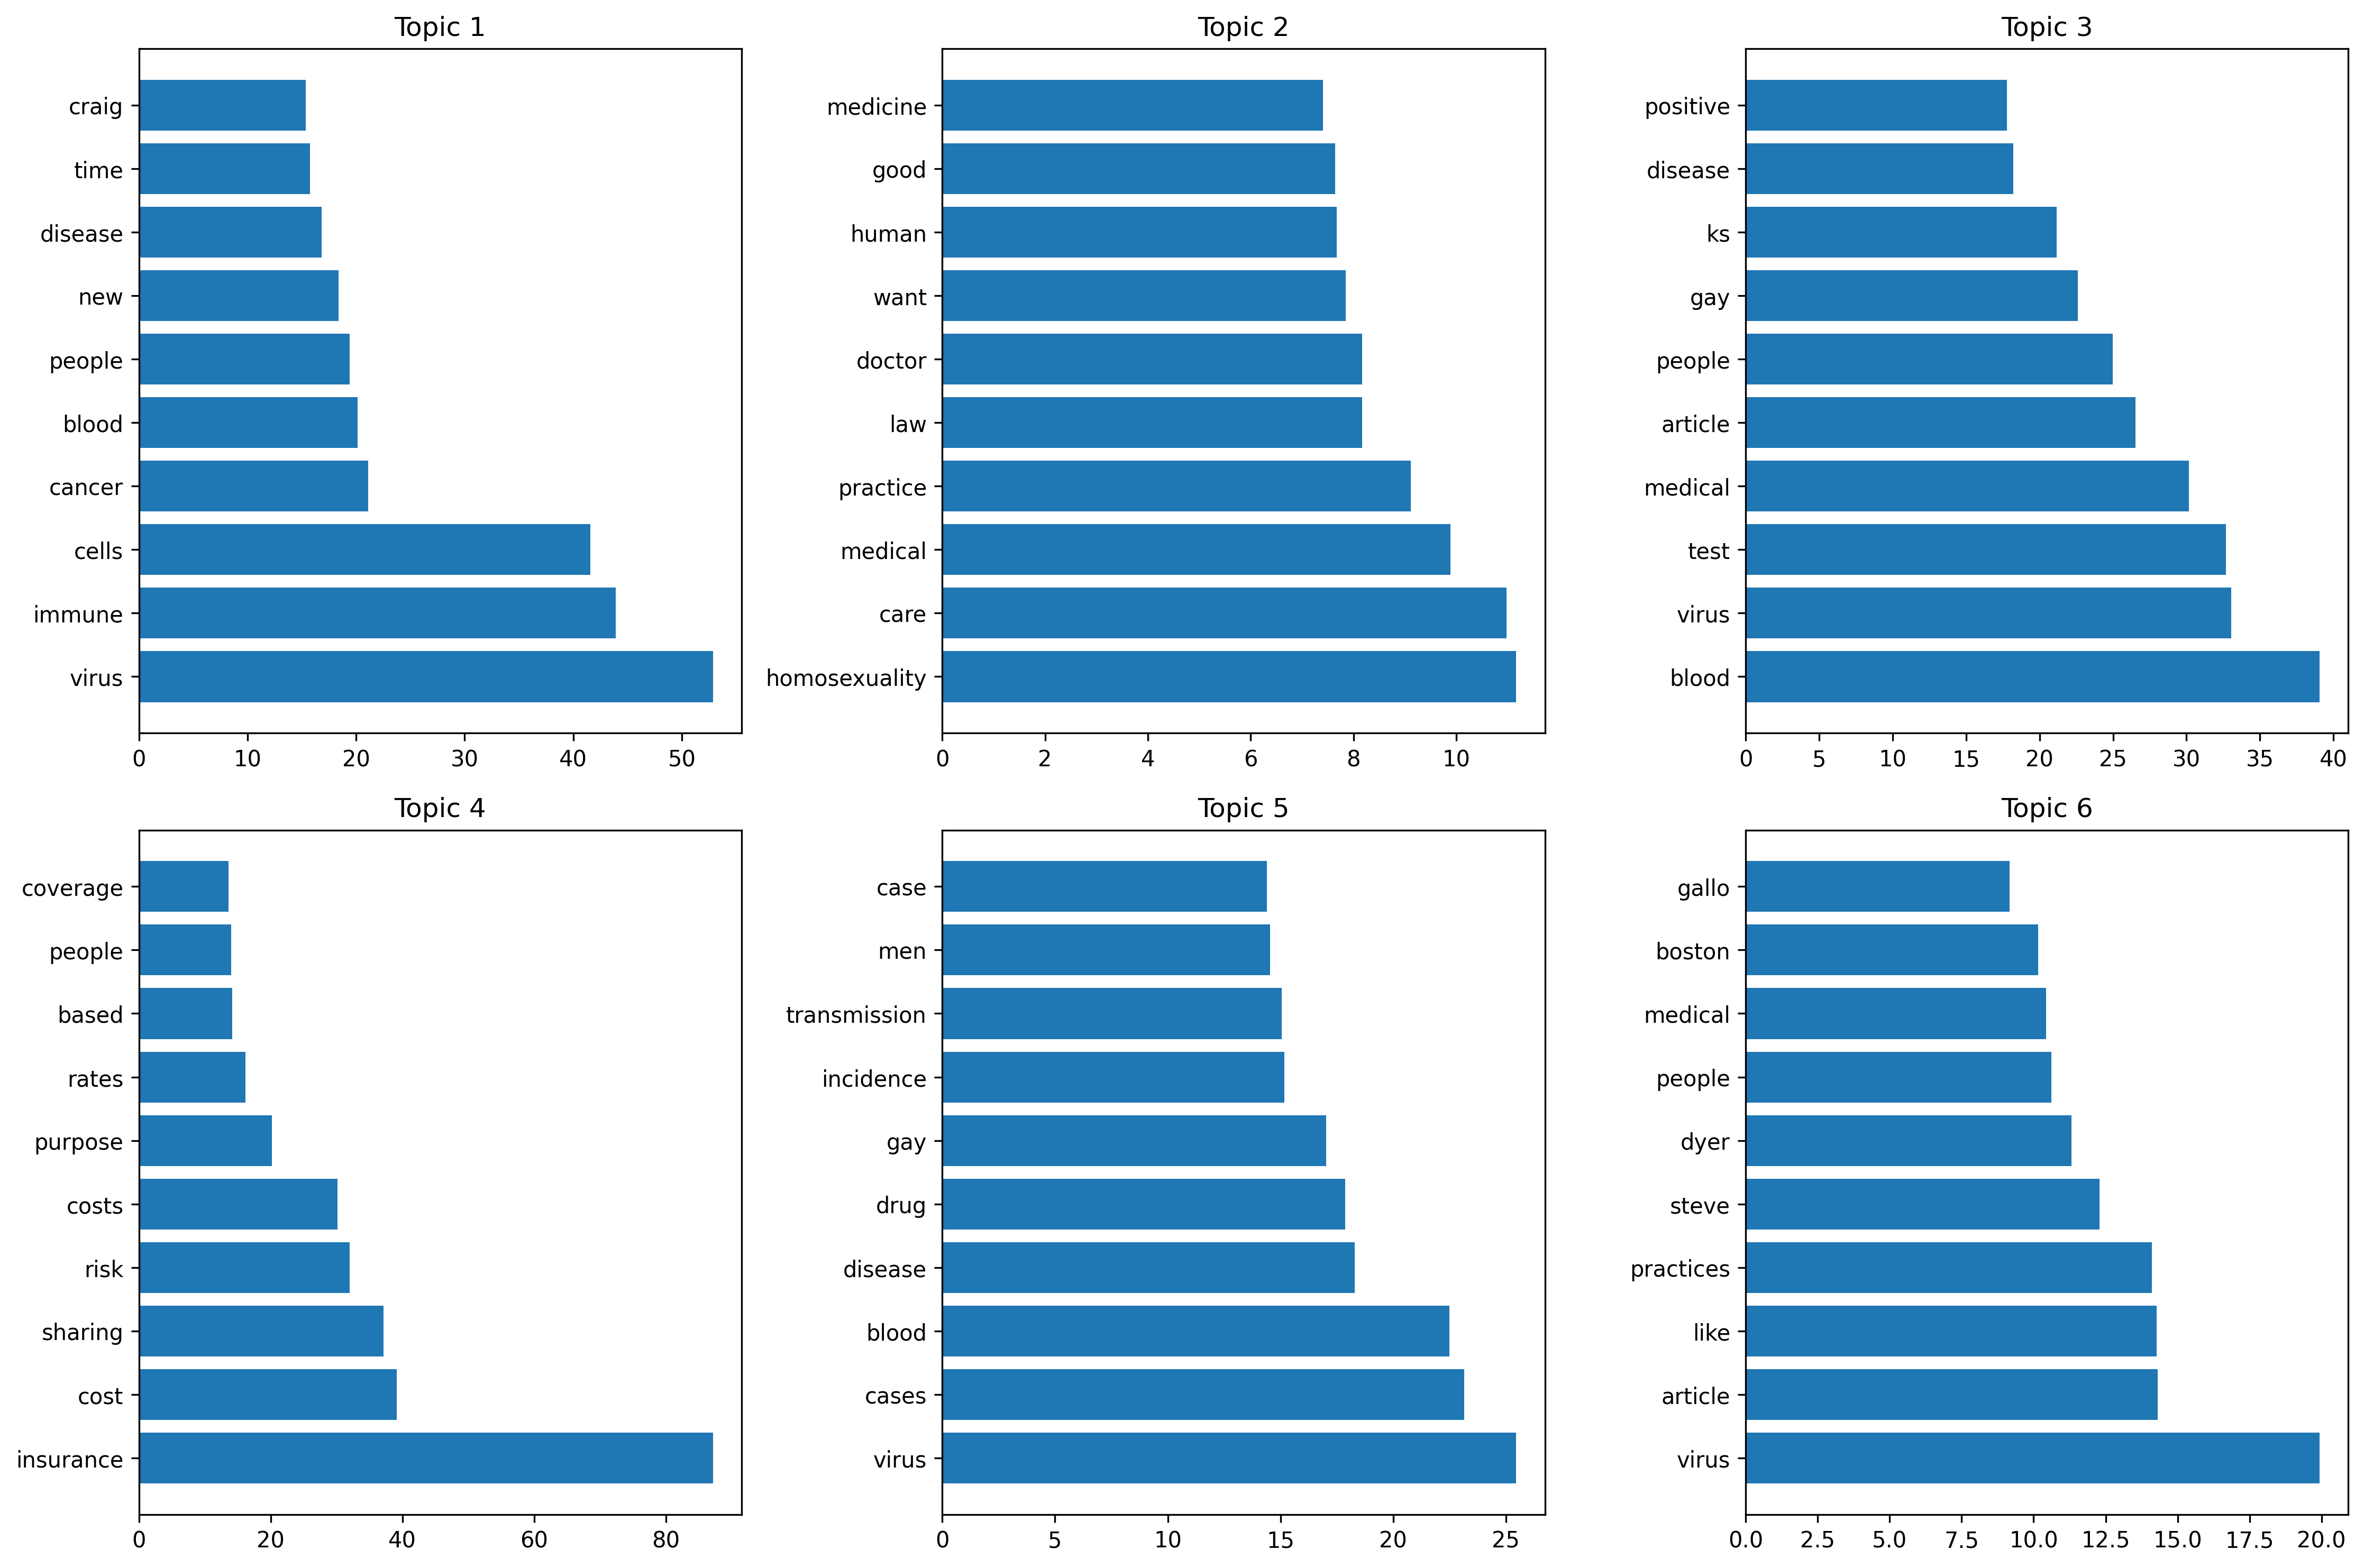 Topic 1
craig
time
disease
new
people
blood
cancer
cells
immune
virus
0 10 20 30 40 50
Topic 2
medicine
good
human
want
doctor
law
practice
medical
care
homosexuality
0 2 4 6 8 10
Topic 3
positive
disease
ks
gay
people
article
medical
test
virus
blood
0 5 10 15 20 25 30 35 40
Topic 4
coverage
people
based
rates
purpose
costs
risk
sharing
cost
insurance
0 20 40 60 80
Topic 5
case
men
transmission
incidence
gay
drug
disease
blood
cases
virus
0 5 10 15 20 25
Topic 6
gallo
boston
medical
people
dyer
steve
practices
like
article
virus
0.0 2.5 5.0 7.5 10.0 12.5 15.0 17.5 20.0